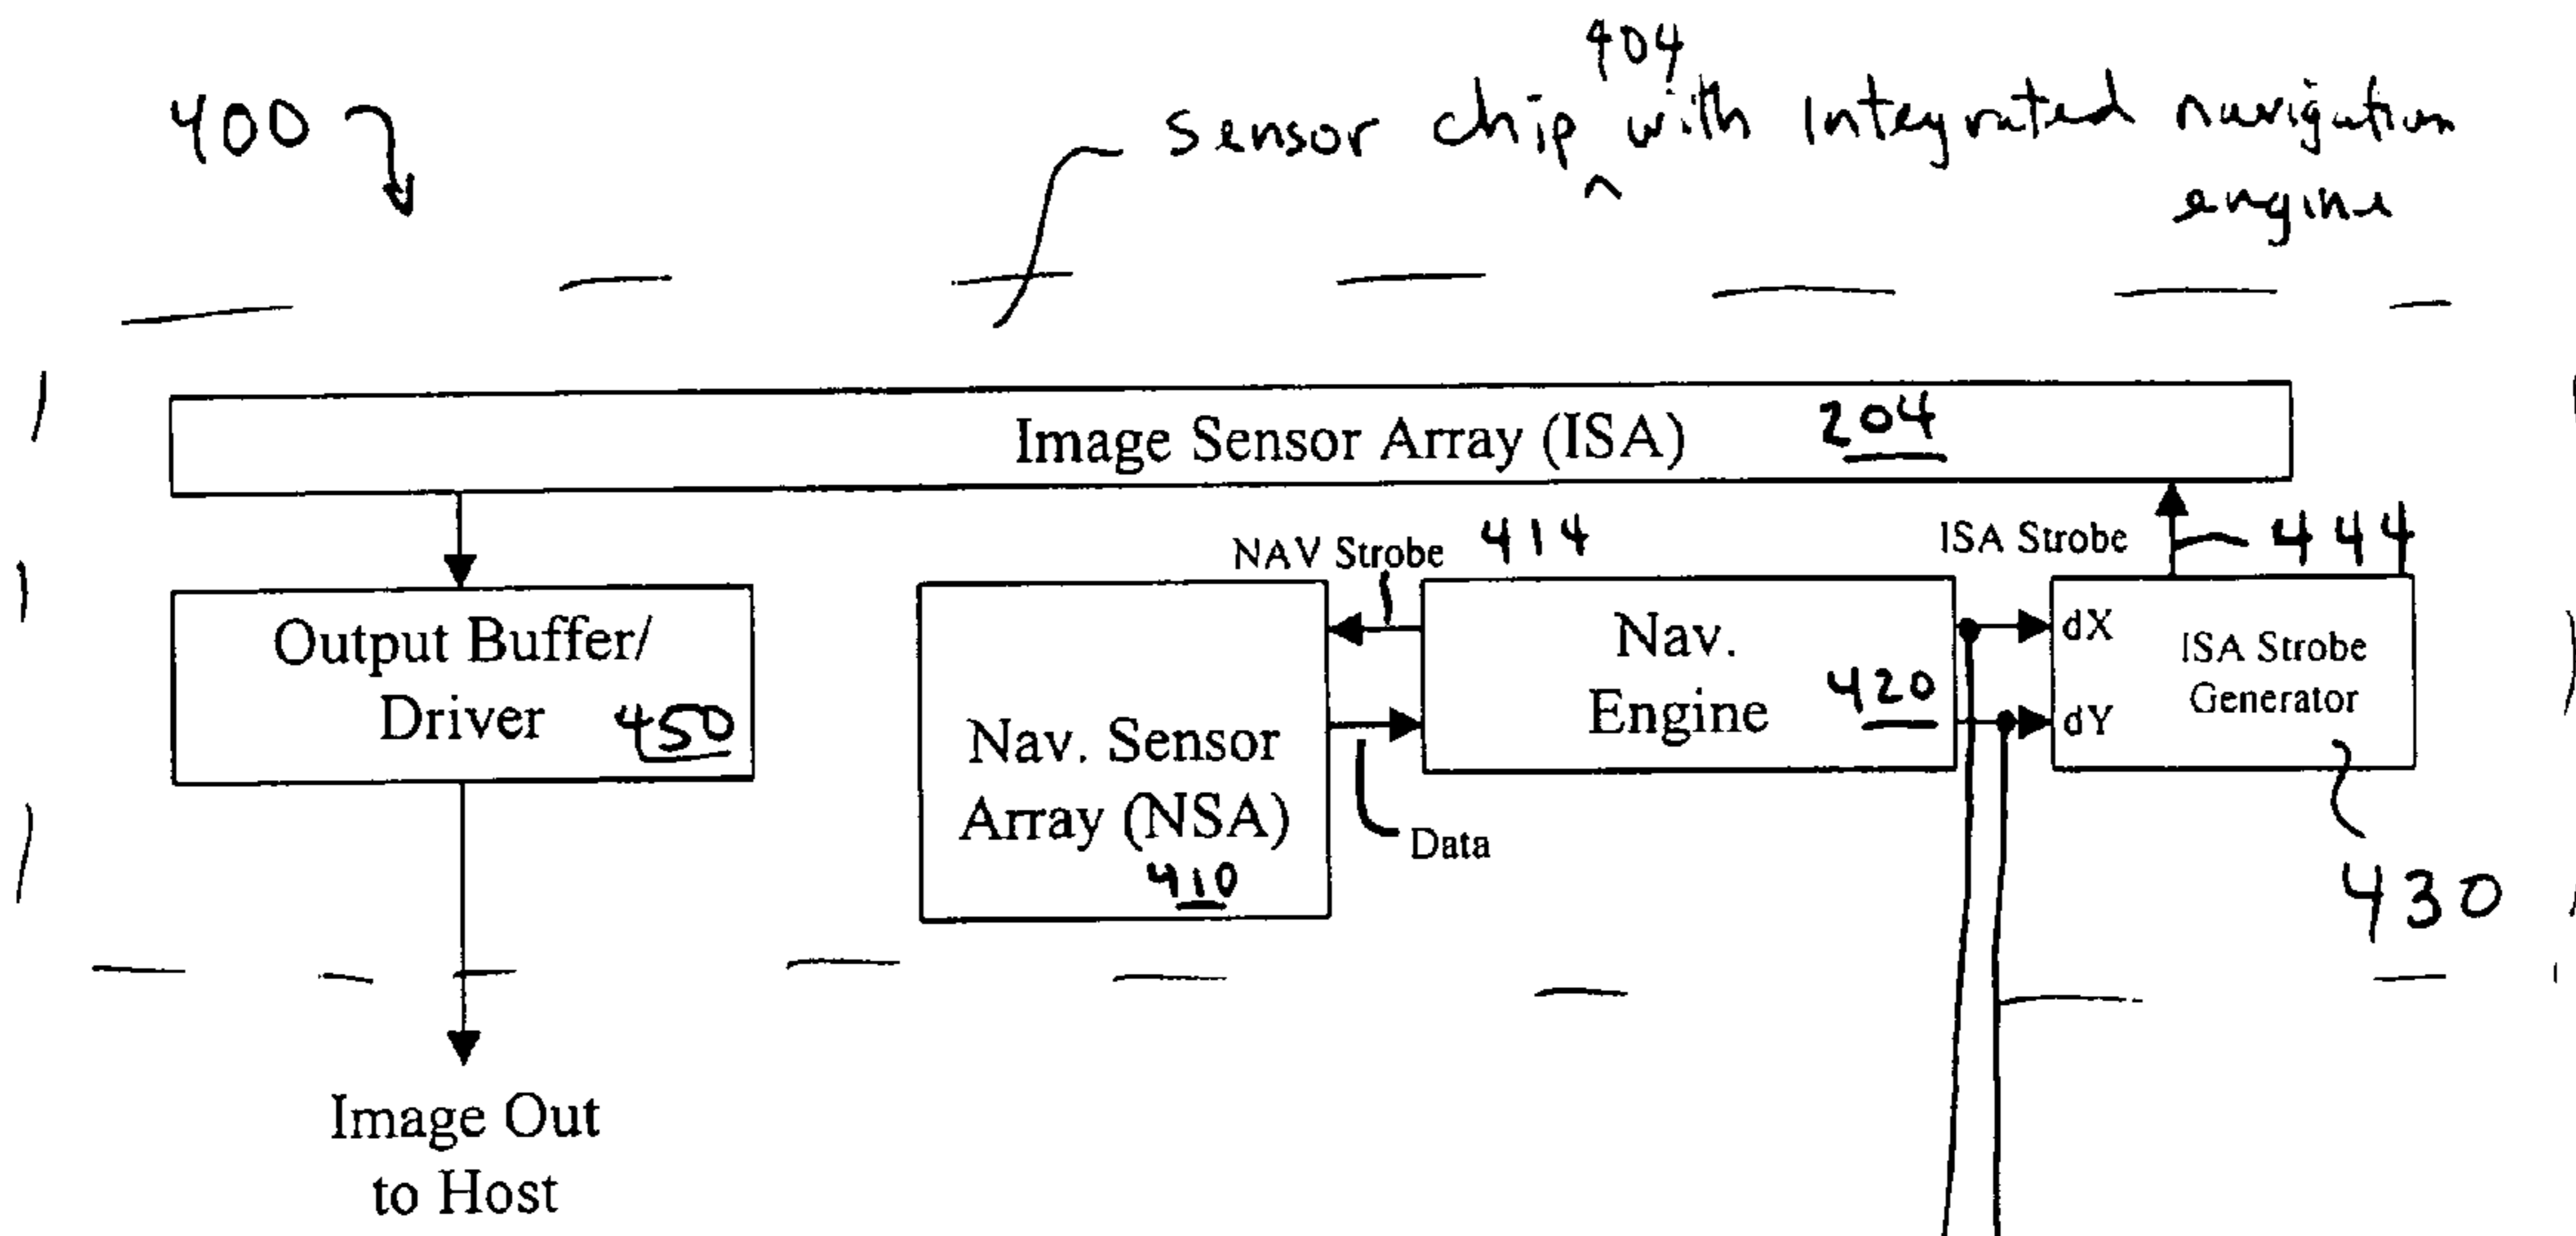 404
400
sensor chip ^ with Integrated navigation
engine
Image Sensor Array (ISA) 204
NAV Strobe 414
ISA Strobe 444
Output Buffer/
Driver 450
Nav. Sensor
Array (NSA)
410
Data
Nav.
Engine 420
dX
dY
ISA Strobe
Generator
430
Image Out
to Host